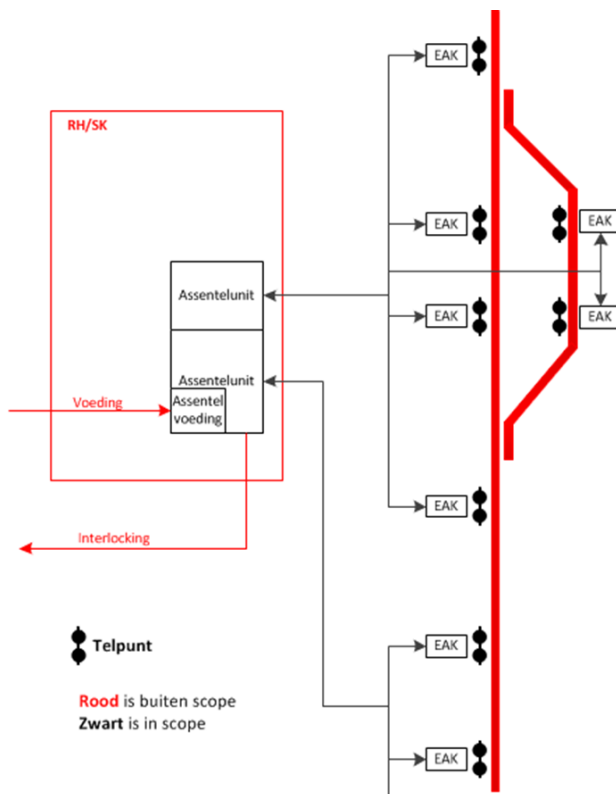 EAK
RH/SK
EAK
EAK
Assentelunit
EAK
EAK
Assentelunit
Voeding
Assentel
voeding
EAK
Interlocking
Telpunt
EAK
Rood is buiten scope
Zwart is in scope
EAK